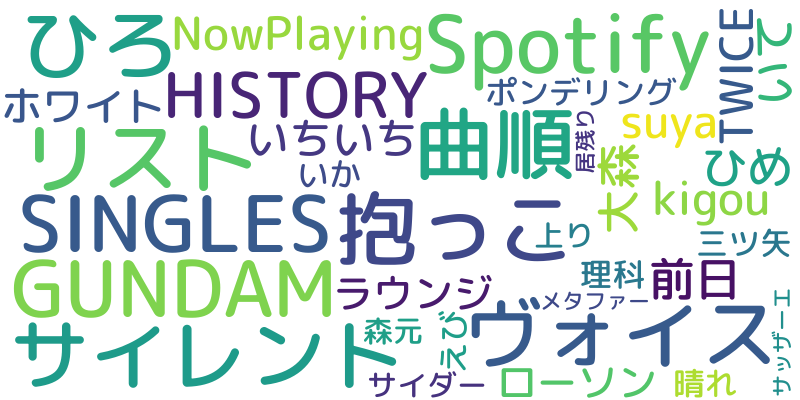 ひろ
NowPlaying
Spotify
TWICE
いて
ホワイト
HISTORY
ポンデリング
リスト
いちいち
曲順
居残り
suya
ひめ
いか
大森
SINGLES
抱っこ
kigou
上り
三ツ矢
GUNDAM
ラウンジ
理科
前日
メタファー
サイレント
森元
えび
ヴォイス
サッザーエ
サイダー
ローソン
晴れ